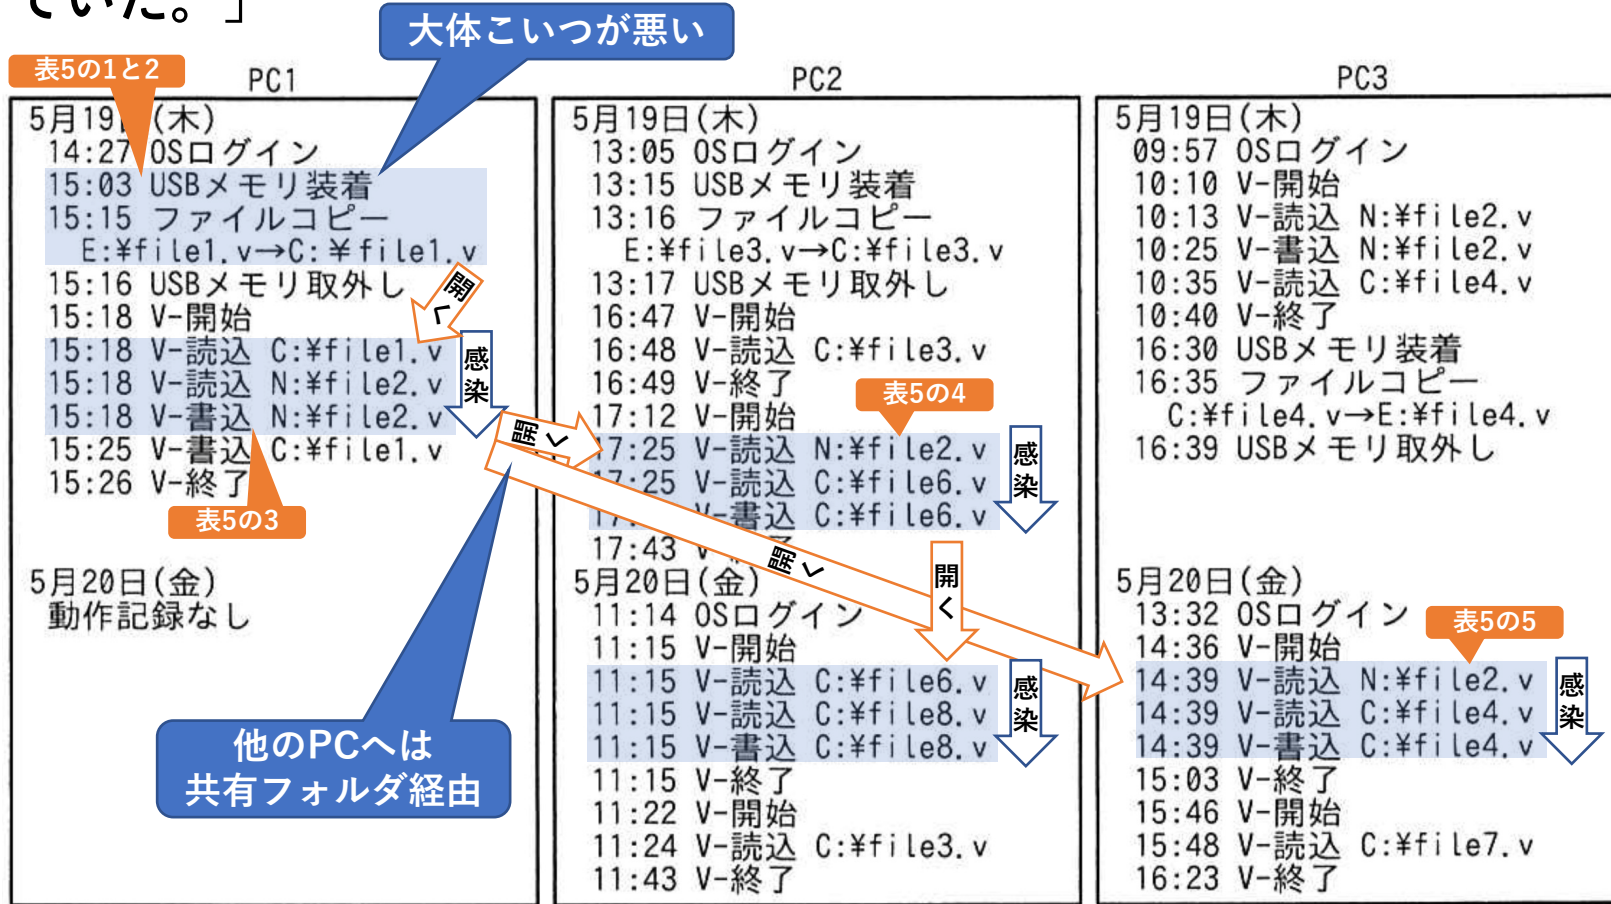 ていた。」
大体こいつが悪い
表5の1と2
PC1
5月19日(木)
14:27 OSログイン
15:03 USBメモリ装着
15:15 ファイルコピー
E:¥file1.v→C:¥file1.v
15:16 USBメモリ取外し
開く
15:18 V-開始
15:18 V-読込 C:¥file1.v
15:18 V-読込 N:¥file2.v
15:18 V-書込 N:¥file2.v
感染
15:25 V-書込 C:¥file1.v
15:26 V-終了
表5の3
5月20日(金)
動作記録なし
他のPCへは
共有フォルダ経由
PC2
5月19日(木)
13:05 OSログイン
13:15 USBメモリ装着
13:16 ファイルコピー
E:¥file3.v→C:¥file3.v
13:17 USBメモリ取外し
16:47 V-開始
16:48 V-読込 C:¥file3.v
16:49 V-終了
表5の4
17:12 V-開始
開く
17:25 V-読込 N:¥file2.v
17:25 V-読込 C:¥file6.v
17: V-書込 C:¥file6.v
感染
17:43 V-
開く
開く
5月20日(金)
11:14 OSログイン
11:15 V-開始
11:15 V-読込 C:¥file6.v
11:15 V-読込 C:¥file8.v
11:15 V-書込 C:¥file8.v
感染
11:15 V-終了
11:22 V-開始
11:24 V-読込 C:¥file3.v
11:43 V-終了
PC3
5月19日(木)
09:57 OSログイン
10:10 V-開始
10:13 V-読込 N:¥file2.v
10:25 V-書込 N:¥file2.v
10:35 V-読込 C:¥file4.v
10:40 V-終了
16:30 USBメモリ装着
16:35 ファイルコピー
C:¥file4.v→E:¥file4.v
16:39 USBメモリ取外し
5月20日(金)
13:32 OSログイン
表5の5
14:36 V-開始
14:39 V-読込 N:¥file2.v
14:39 V-読込 C:¥file4.v
14:39 V-書込 C:¥file4.v
感染
15:03 V-終了
15:46 V-開始
15:48 V-読込 C:¥file7.v
16:23 V-終了